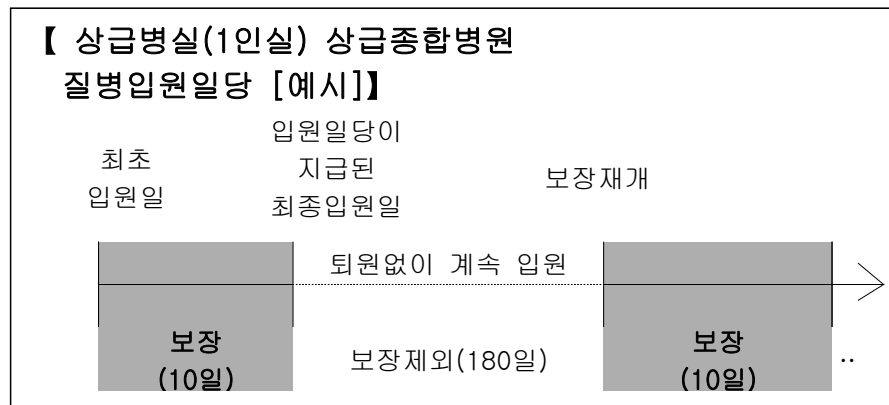 【 상급병실(1인실) 상급종합병원
질병입원일당 [예시]】
최초
입원일
입원일당이
지급된
최종입원일
보장재개
퇴원없이 계속 입원
보장
(10일)
보장제외(180일)
보장
(10일)
..